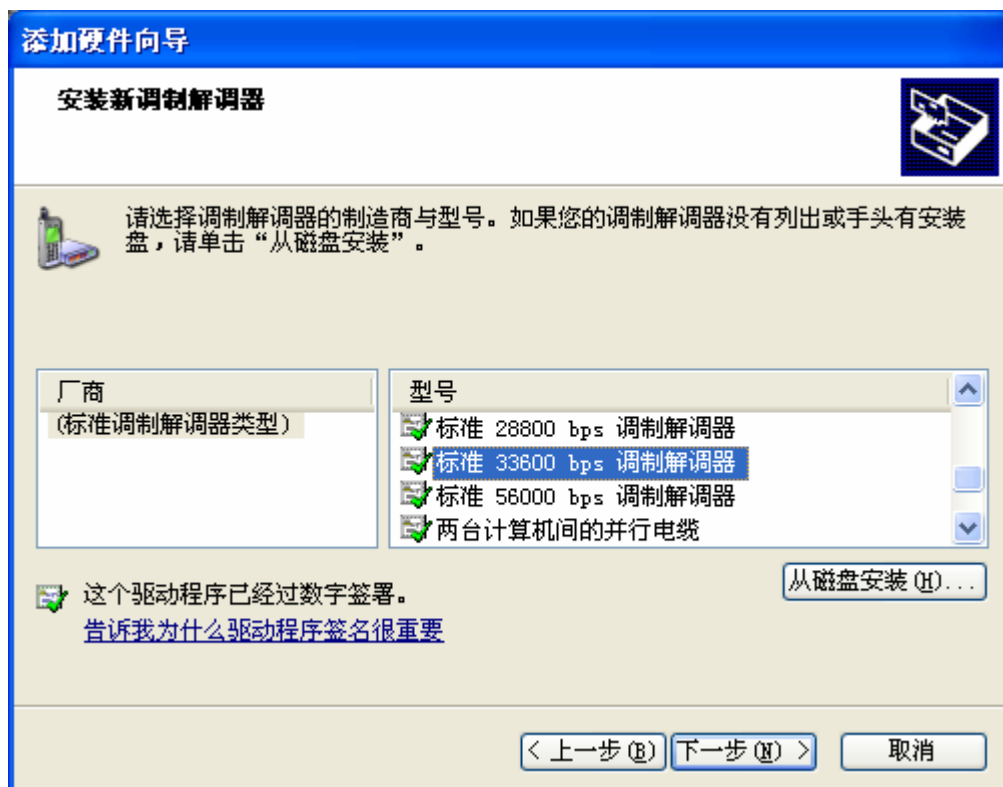 添加硬件向导
安装新调制解调器
请选择调制解调器的制造商与型号。如果您的调制解调器没有列出或手头有安装
盘，请单击“从磁盘安装”。
厂商
(标准调制解调器类型)
型号
标准 28800 bps 调制解调器
标准 33600 bps 调制解调器
标准 56000 bps 调制解调器
两台计算机间的并行电缆
从磁盘安装(H)...
这个驱动程序已经过数字签署。
告诉我为什么驱动程序签名很重要
< 上一步(B)
下一步(N) >
取消